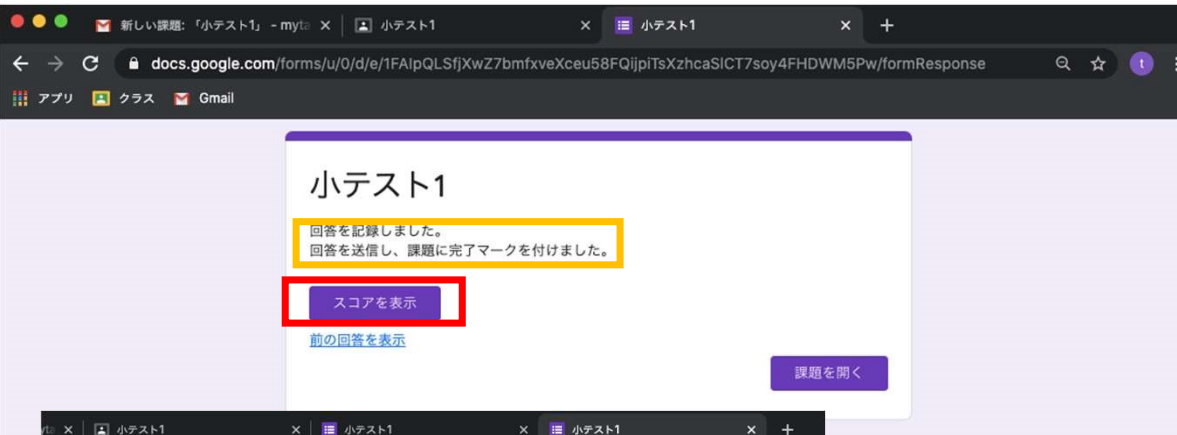 新しい課題:「小テスト1」 - myta
小テスト1
小テスト1
docs.google.com/forms/u/0/d/e/1FAIpQLSfjXwZ7bmfxveXceu58FQijpiTsXzhcaSlCT7soy4FHDWM5Pw/formResponse
t
アプリ クラス Gmail
小テスト1
回答を記録しました。
回答を送信し、課題に完了マークを付けました。
スコアを表示
前の回答を表示
課題を開く
yta 小テスト1 小テスト1 小テスト1